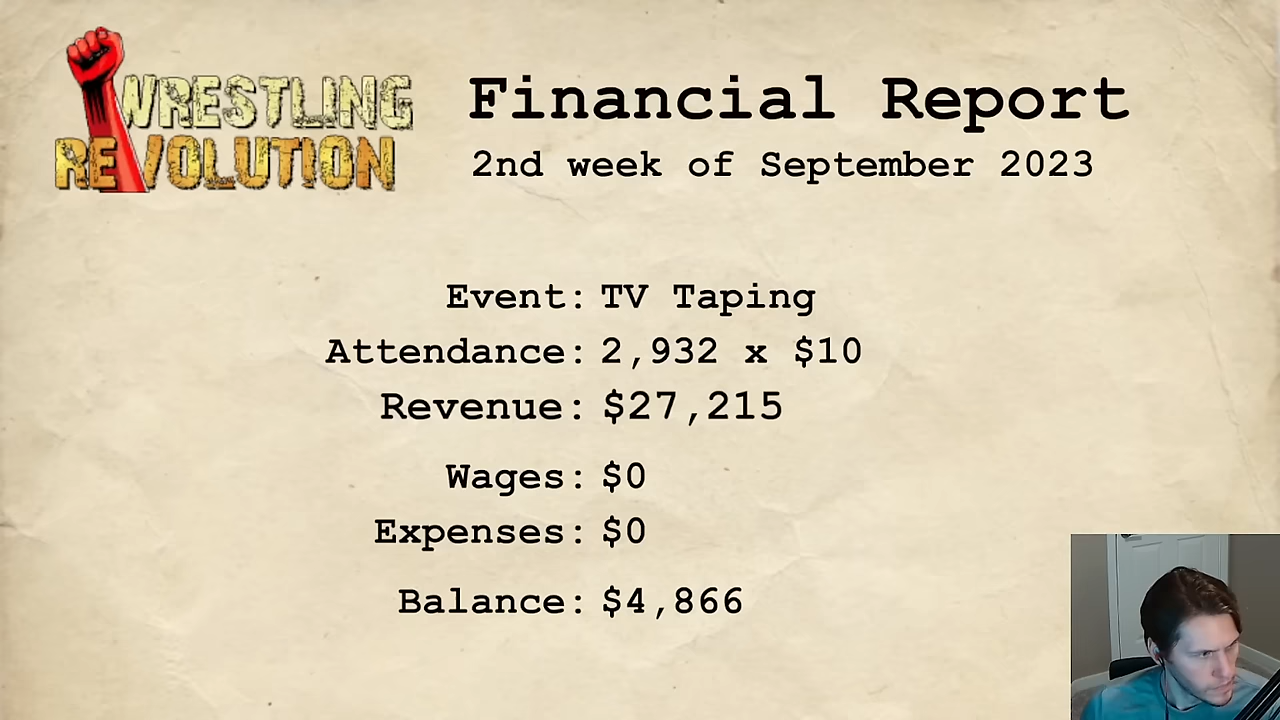 WRESTLING
REVOLUTION
Financial Report
2nd week of September 2023
Event: TV Taping
Attendance: 2,932 x $10
Revenue: $27,215
Wages: $0
Expenses: $0
Balance: $4,866